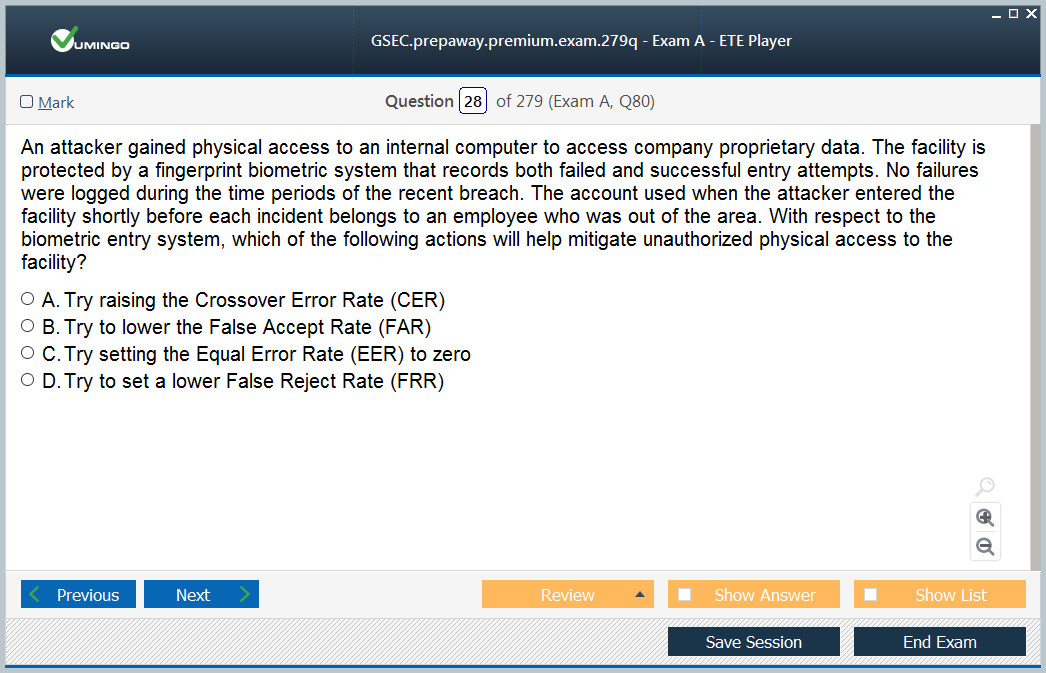 VUMINGO
GSEC.prepaway.premium.exam.279q - Exam A - ETE Player
Mark
Question 28 of 279 (Exam A, Q80)
An attacker gained physical access to an internal computer to access company proprietary data. The facility is
protected by a fingerprint biometric system that records both failed and successful entry attempts. No failures
were logged during the time periods of the recent breach. The account used when the attacker entered the
facility shortly before each incident belongs to an employee who was out of the area. With respect to the
biometric entry system, which of the following actions will help mitigate unauthorized physical access to the
facility?
A. Try raising the Crossover Error Rate (CER)
B. Try to lower the False Accept Rate (FAR)
C. Try setting the Equal Error Rate (EER) to zero
D. Try to set a lower False Reject Rate (FRR)
Previous Next Review Show Answer Show List
Save Session End Exam